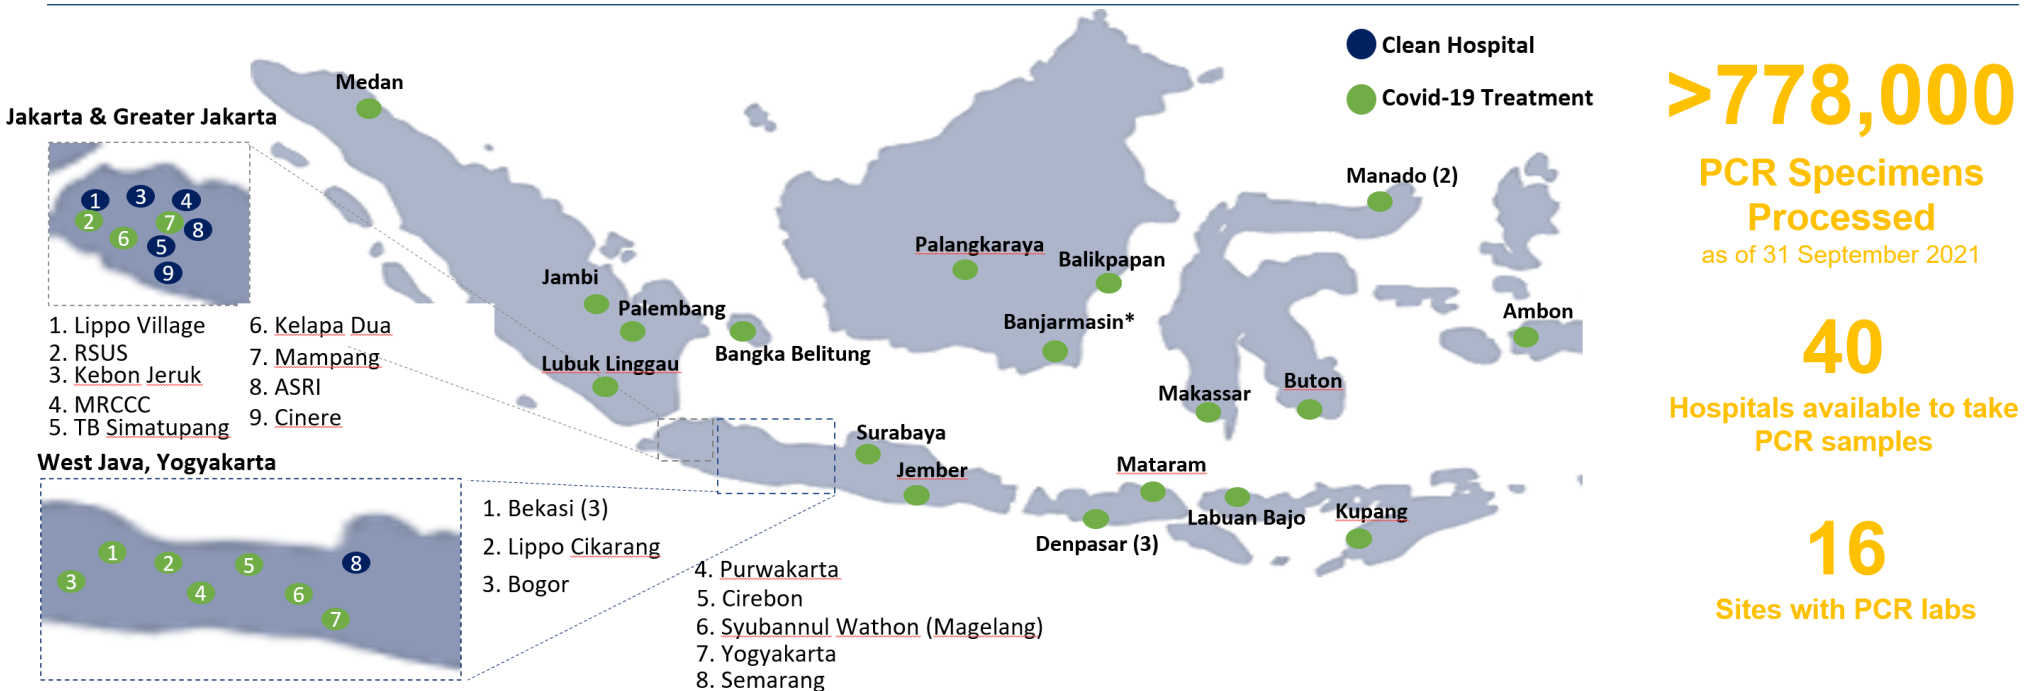 Clean Hospital
Covid-19 Treatment
Medan
Jakarta & Greater Jakarta
1
3
4
2
7
8
6
5
9
1. Lippo Village
2. RSUS
3. Kebon Jeruk
4. MRCCC
5. TB Simatupang
6. Kelapa Dua
7. Mampang
8. ASRI
9. Cinere
Jambi
Palembang
Bangka Belitung
Lubuk Linggau
Palangkaraya
Balikpapan
Banjarmasin*
Manado (2)
Ambon
Makassar
Buton
Surabaya
Jember
Mataram
Labuan Bajo
Kupang
Denpasar (3)
West Java, Yogyakarta
1
2
5
8
3
4
6
7
1. Bekasi (3)
2. Lippo Cikarang
3. Bogor
4. Purwakarta
5. Cirebon
6. Syubannul Wathon (Magelang)
7. Yogyakarta
8. Semarang
>778,000
PCR Specimens
Processed
as of 31 September 2021
40
Hospitals available to take
PCR samples
16
Sites with PCR labs